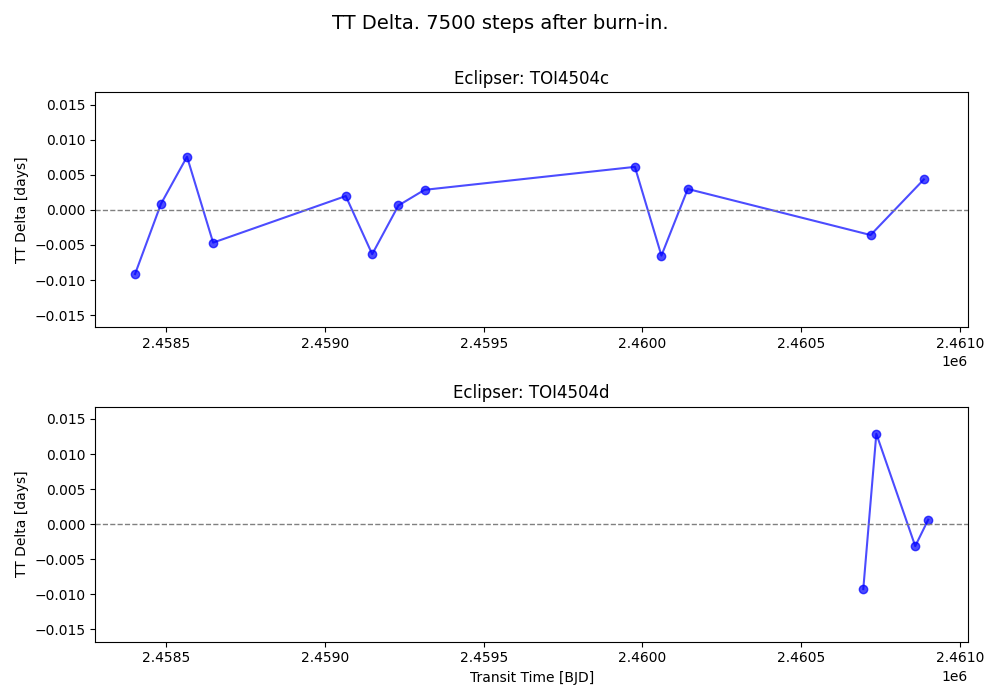 TT Delta. 7500 steps after burn-in.
Eclipser: TOI4504c
0.015
0.010
0.005
0.000
−0.005
−0.010
−0.015
TT Delta [days]
2.4585 2.4590 2.4595 2.4600 2.4605 2.4610
1e6
Eclipser: TOI4504d
0.015
0.010
0.005
0.000
−0.005
−0.010
−0.015
TT Delta [days]
2.4585 2.4590 2.4595 2.4600 2.4605 2.4610
1e6
Transit Time [BJD]